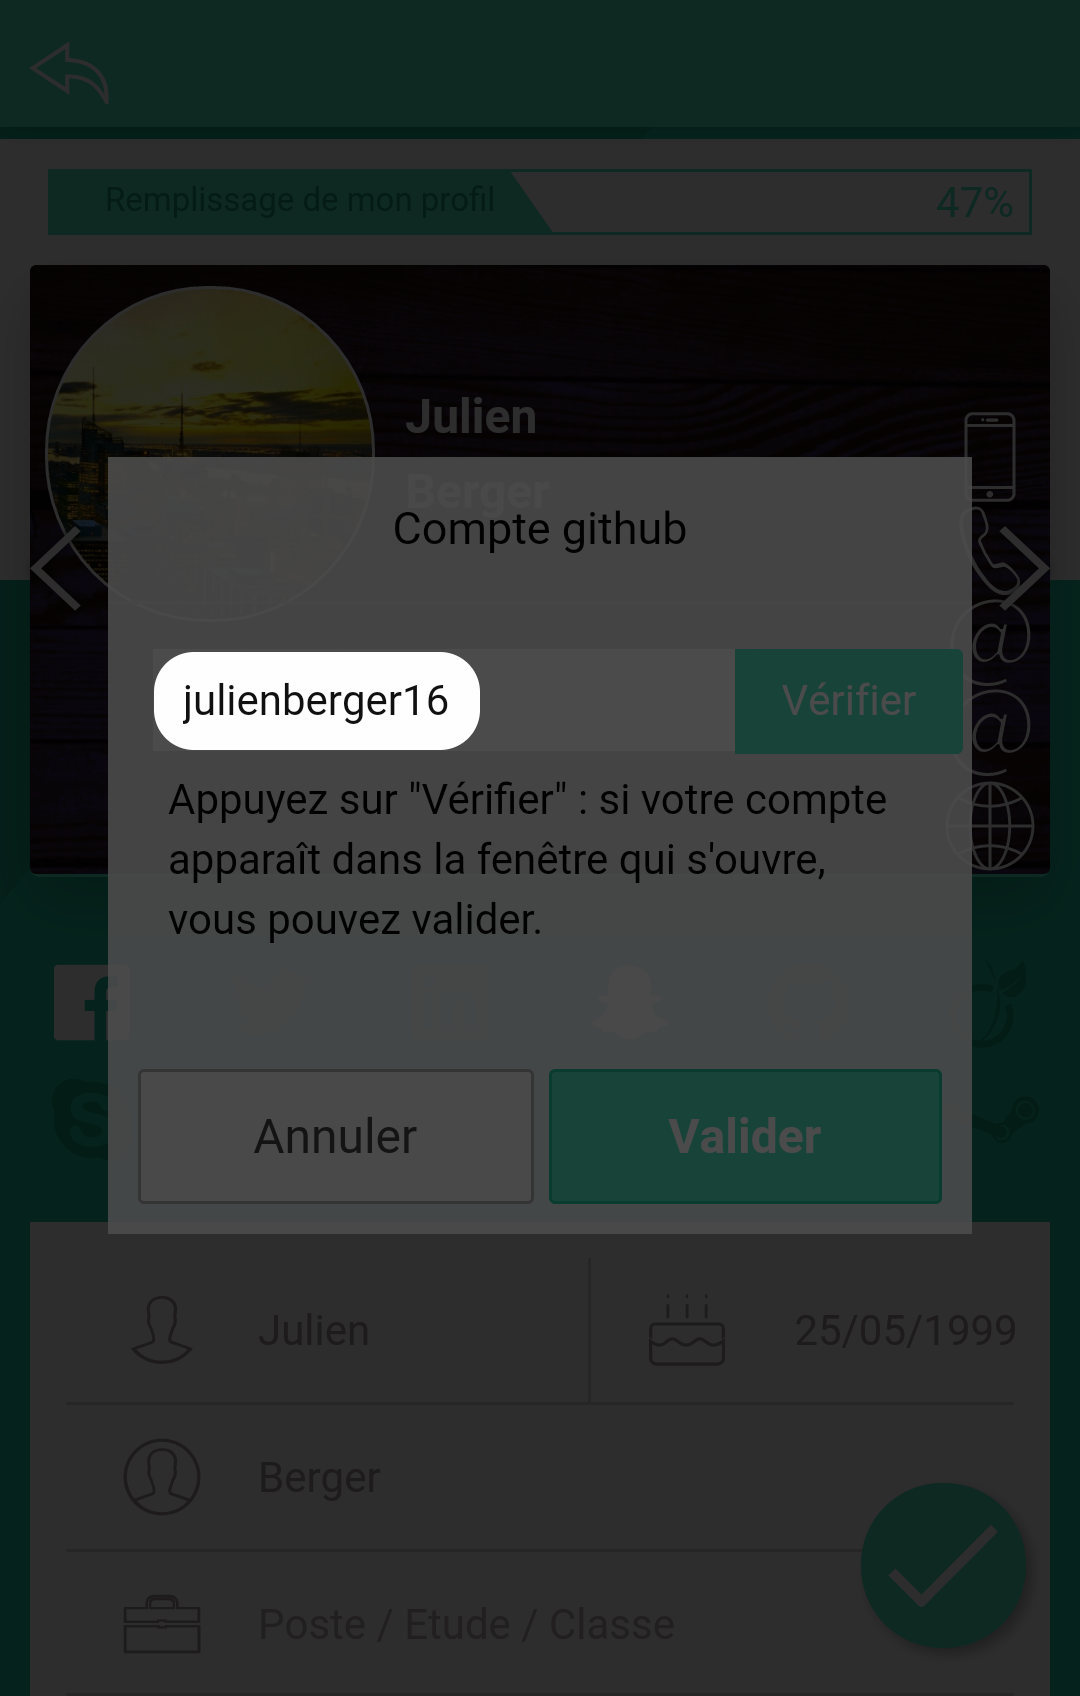 Remplissage de mon profil
47%
Julien
Berger
Compte github
julienberger16
Vérifier
Appuyez sur "Vérifier" : si votre compte
apparaît dans la fenêtre qui s'ouvre,
vous pouvez valider.
Annuler
Valider
Julien
25/05/1999
Berger
Poste / Etude / Classe